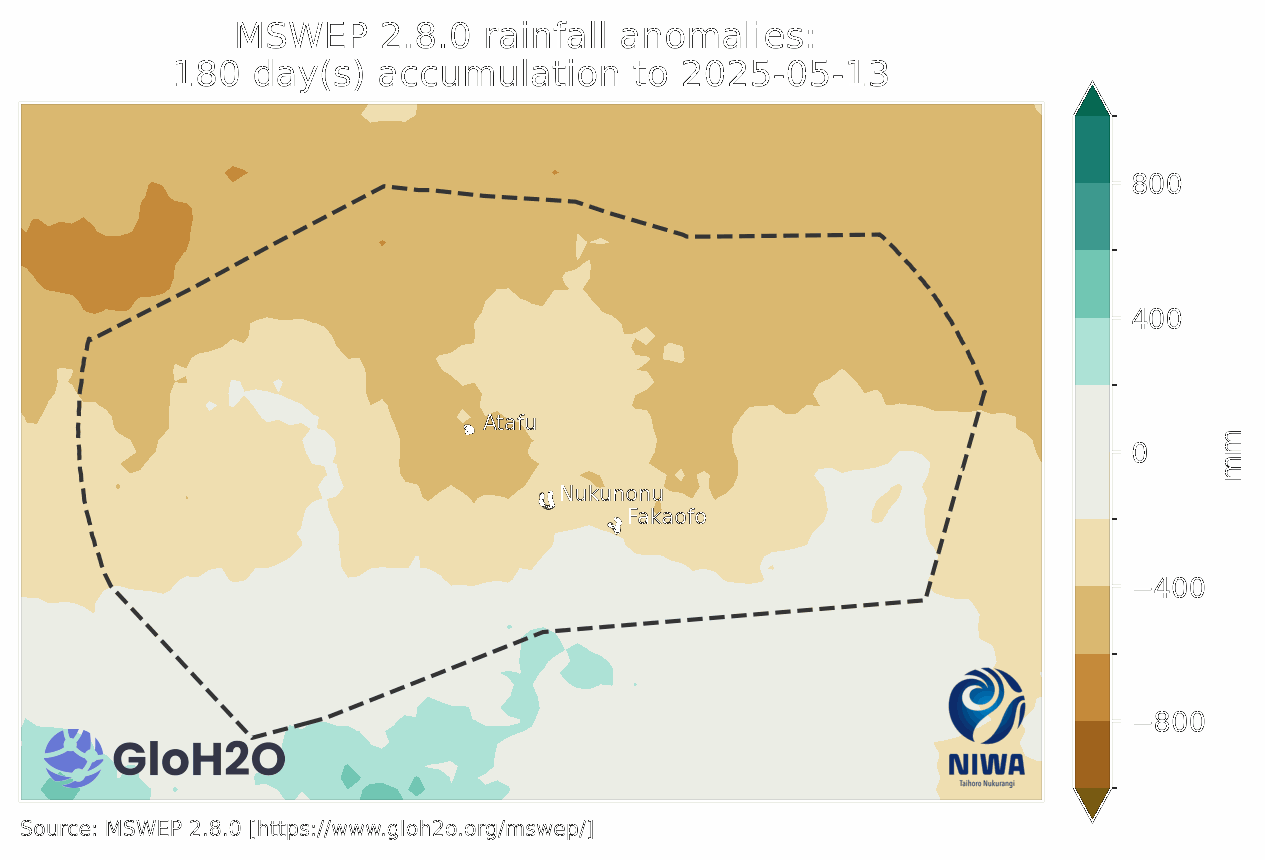 MSWEP 2.8.0 rainfall anomalies:
180 day(s) accumulation to 2025-05-13
800
400
0
−400
−800
mm
Atafu
Nukunonu
Fakaofo
GloH2O
NIWA
Taihoro Nukurangi
Source: MSWEP 2.8.0 [https://www.gloh2o.org/mswep/]